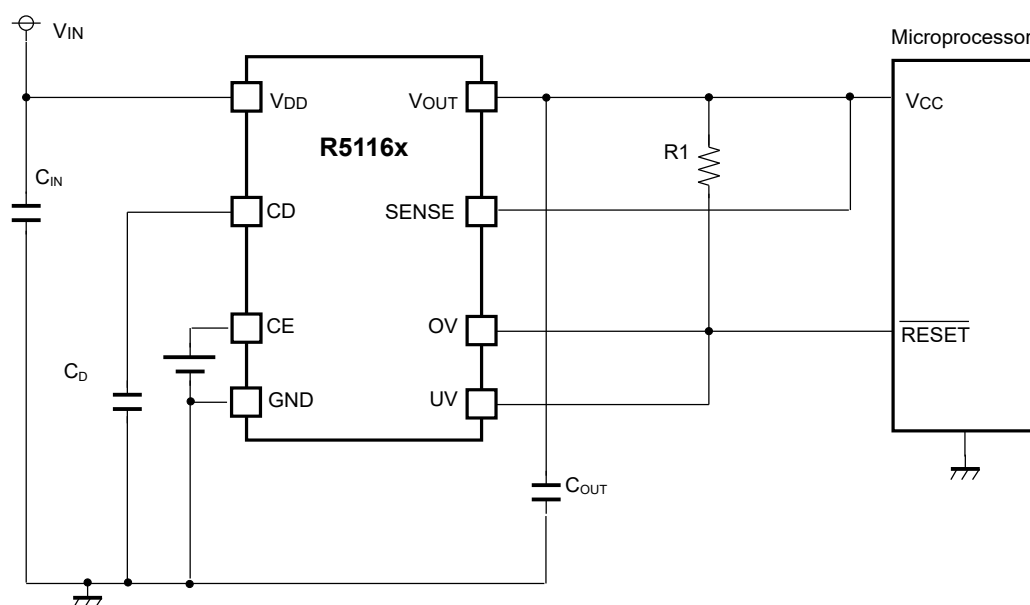 VIN
Microprocessor
VDD
VOUT
VCC
R5116x
R1
CIN
CD
SENSE
CE
OV
RESET
CD
GND
UV
COUT